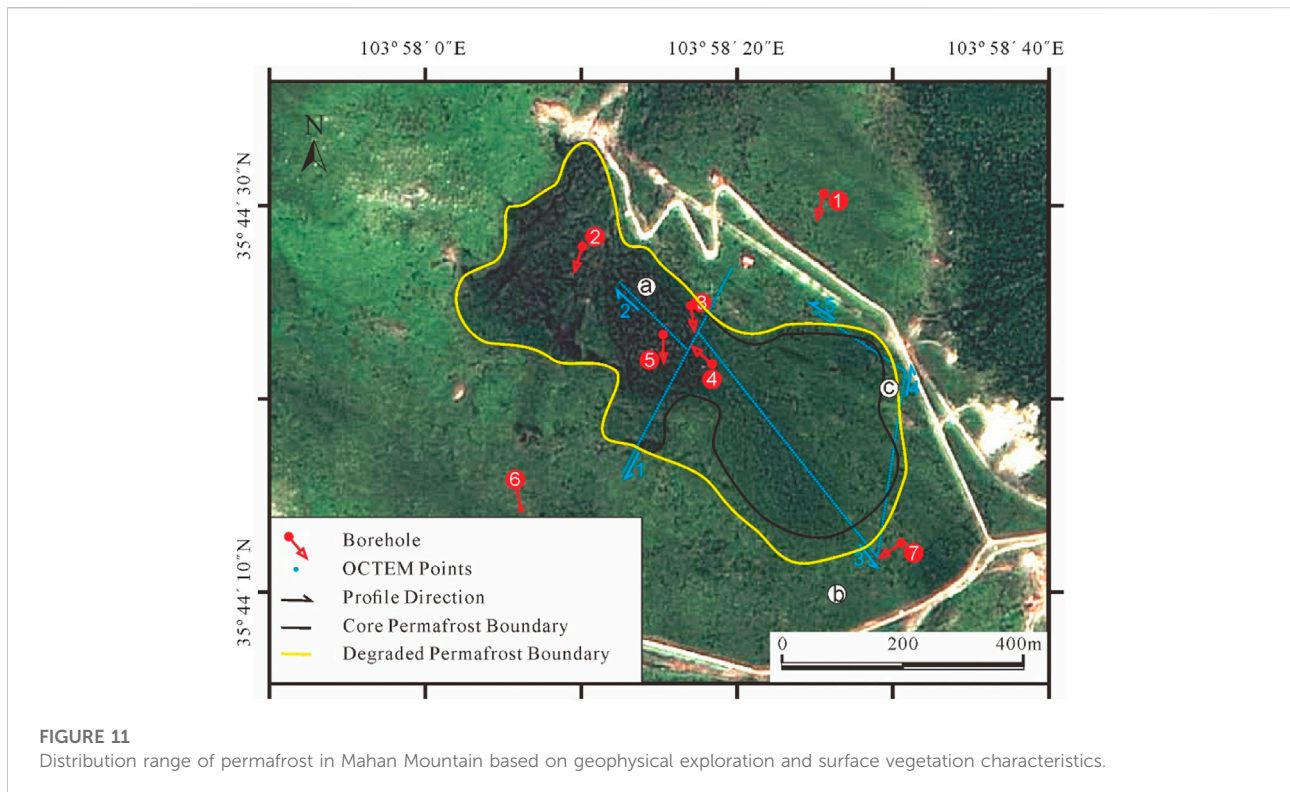 103° 58´ 0˝E 103° 58´ 20˝E 103° 58´ 40˝E
N
35° 44´ 30˝N
1
2
a
2
3
5
5
4
c
4
1
6
35° 44´ 10˝N
7
3
b
Borehole
OCTEM Points
Profile Direction
Core Permafrost Boundary
Degraded Permafrost Boundary
0 200 400m
FIGURE 11
Distribution range of permafrost in Mahan Mountain based on geophysical exploration and surface vegetation characteristics.